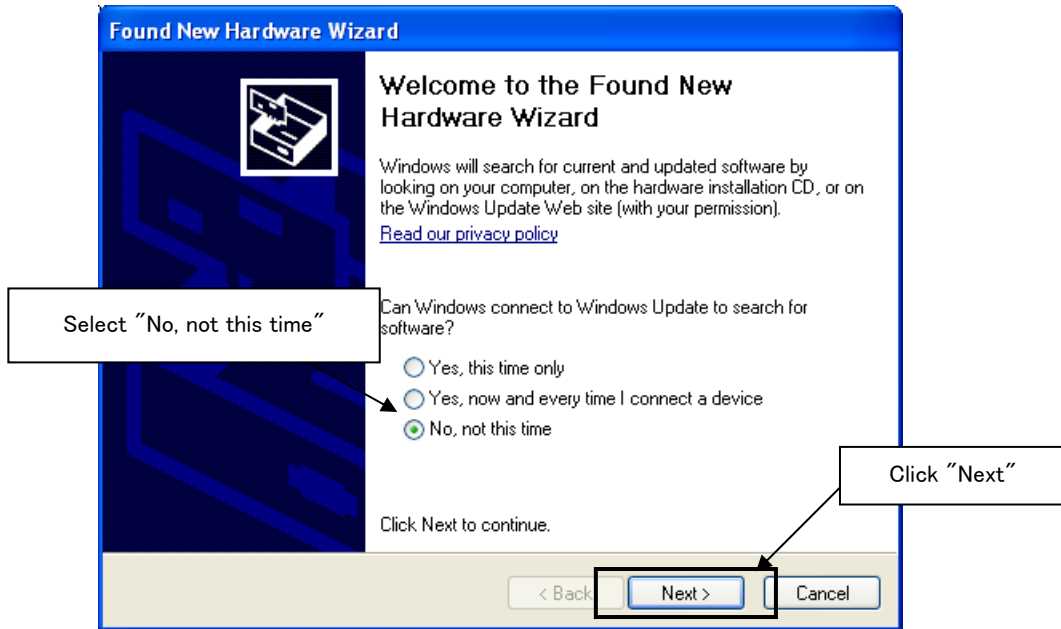 Found New Hardware Wizard
Welcome to the Found New
Hardware Wizard
Windows will search for current and updated software by
looking on your computer, on the hardware installation CD, or on
the Windows Update Web site (with your permission).
Read our privacy policy
Can Windows connect to Windows Update to search for
software?
Select "No, not this time"
Yes, this time only
Yes, now and every time I connect a device
No, not this time
Click "Next"
Click Next to continue.
< Back
Next >
Cancel